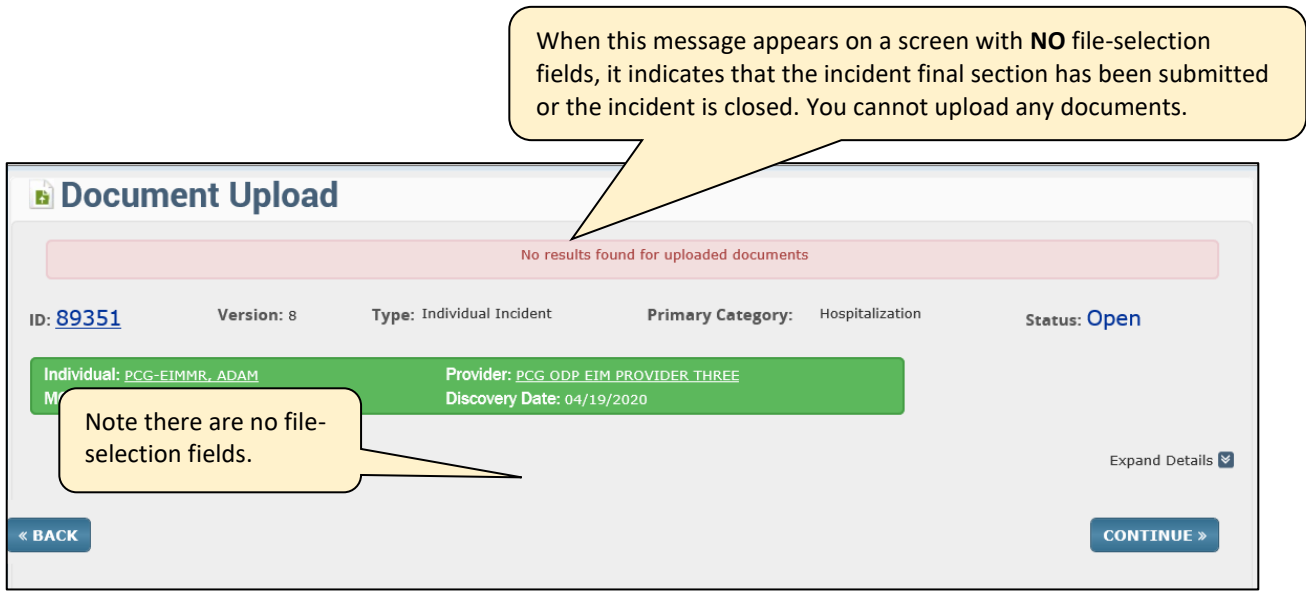 When this message appears on a screen with NO file-selection
fields, it indicates that the incident final section has been submitted
or the incident is closed. You cannot upload any documents.
Document Upload
No results found for uploaded documents
ID: 89351 Version: 8 Type: Individual Incident Primary Category: Hospitalization Status: Open
Individual: PCG-EIMMR, ADAM Provider: PCG ODP EIM PROVIDER THREE
Discovery Date: 04/19/2020
Note there are no file-
selection fields.
Expand Details
« BACK CONTINUE »